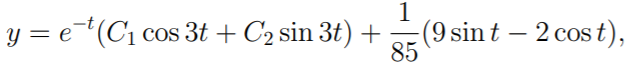 y = e^{-t}(C_1 cos 3t + C_2 sin 3t) + \frac{1}{85}(9 sin t − 2 cos t),